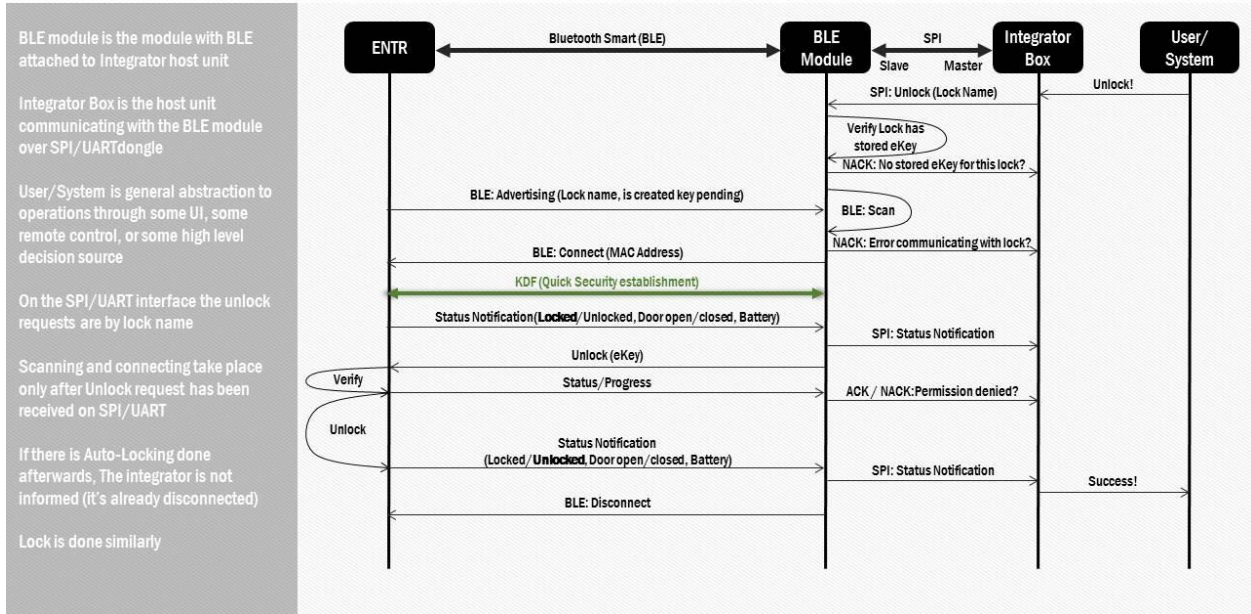 BLE module is the module with BLE
attached to Integrator host unit
Integrator Box is the host unit
communicating with the BLE module
over SPI/UARTdongle
User/System is general abstraction to
operations through some UI, some
remote control, or some high level
decision source
On the SPI/UART interface the unlock
requests are by lock name
Scanning and connecting take place
only after Unlock request has been
received on SPI/UART
If there is Auto-Locking done
afterwards, The integrator is not
informed (it's already disconnected)
Lock is done similarly
ENTR
Bluetooth Smart (BLE)
BLE
Module
SPI
Slave Master
Integrator
Box
User/
System
Unlock!
SPI: Unlock (Lock Name)
Verify Lock has
stored eKey
NACK: No stored eKey for this lock?
BLE: Advertising (Lock name, is created key pending)
BLE: Scan
NACK: Error communicating with lock?
BLE: Connect (MAC Address)
KDF (Quick Security establishment)
Status Notification(Locked/Unlocked, Door open/closed, Battery)
SPI: Status Notification
Unlock (eKey)
Verify
Status/Progress
ACK / NACK:Permission denied?
Unlock
Status Notification
(Locked/Unlocked, Door open/closed, Battery)
SPI: Status Notification
Success!
BLE: Disconnect